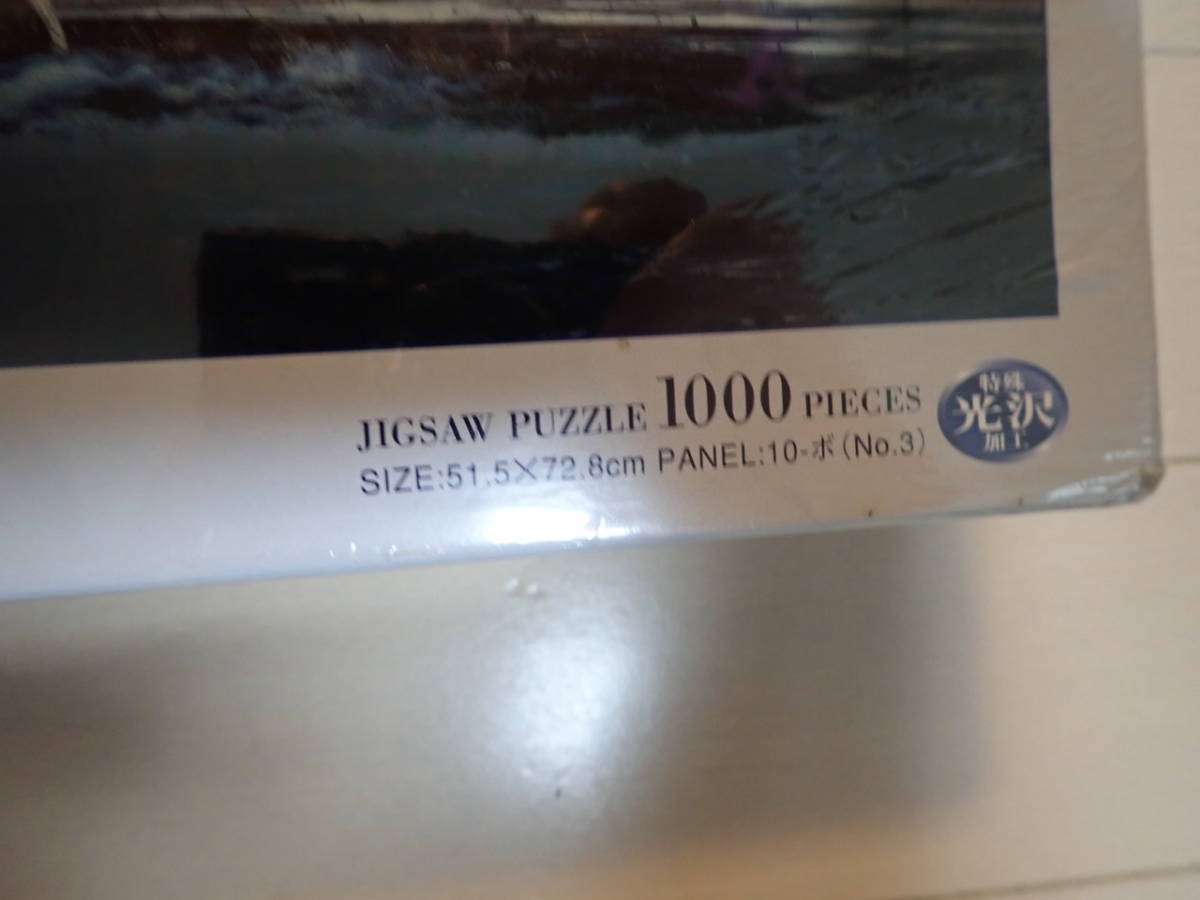 JIGSAW PUZZLE 1000 PIECES
SIZE:51.5×72.8cm PANEL:10-ボ(No.3)
特殊
光沢
加工